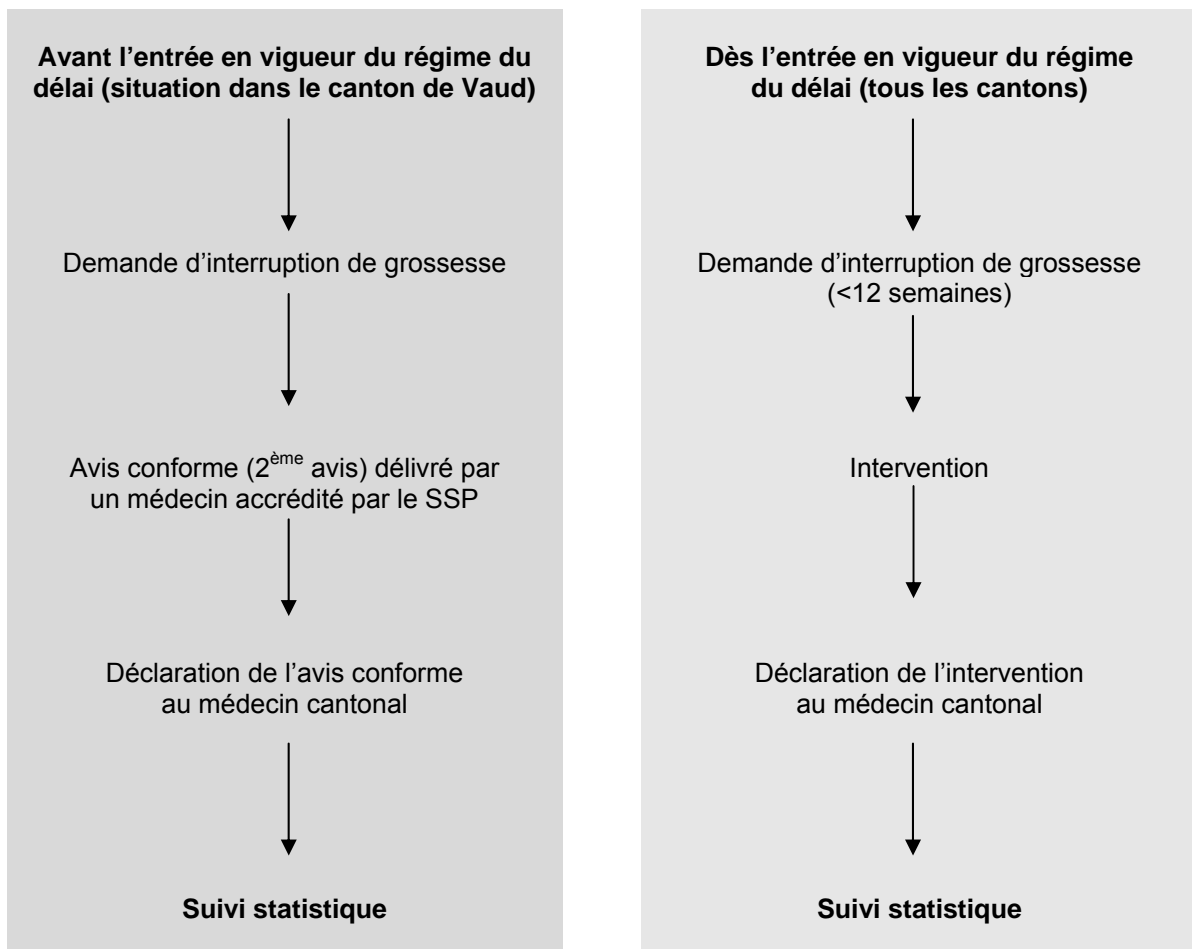 Avant l’entrée en vigueur du régime du
délai (situation dans le canton de Vaud)
Demande d’interruption de grossesse
Avis conforme (2ème avis) délivré par
un médecin accrédité par le SSP
Déclaration de l’avis conforme
au médecin cantonal
Suivi statistique
Dès l’entrée en vigueur du régime
du délai (tous les cantons)
Demande d’interruption de grossesse
(<12 semaines)
Intervention
Déclaration de l’intervention
au médecin cantonal
Suivi statistique